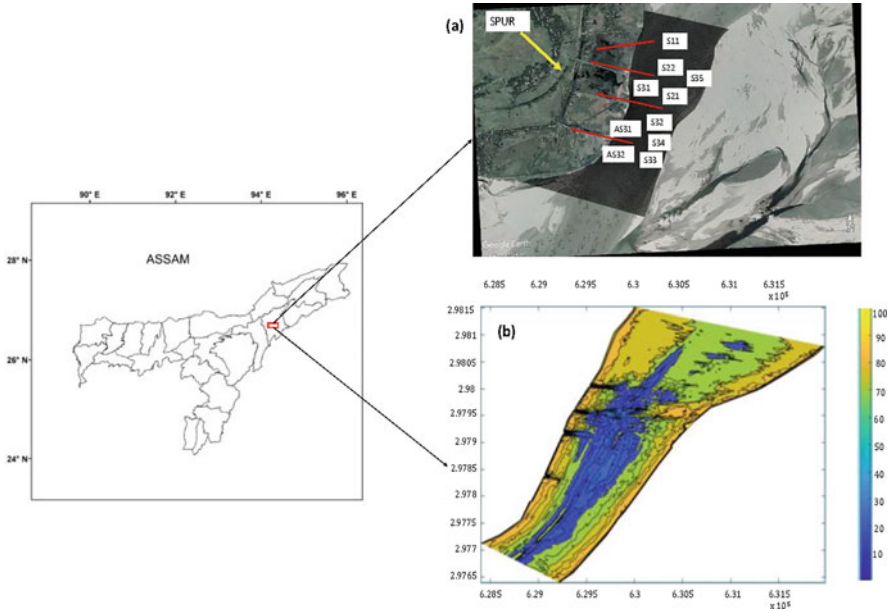 (a)
SPUR
S11
S22
S35
S31
S21
S32
AS31
S34
AS32
S33
Google Earth
90° E
92° E
94° E
96° E
28° N
26° N
24° N
ASSAM
6.285
6.29
6.295
6.3
6.305
6.31
6.315
x10⁵
(b)
2.9815
2.9805
2.98
2.9795
2.979
2.9785
2.978
2.9775
2.977
2.9765
100
90
80
70
60
50
40
30
20
10
6.285
6.29
6.295
6.3
6.305
6.31
6.315
x10⁵